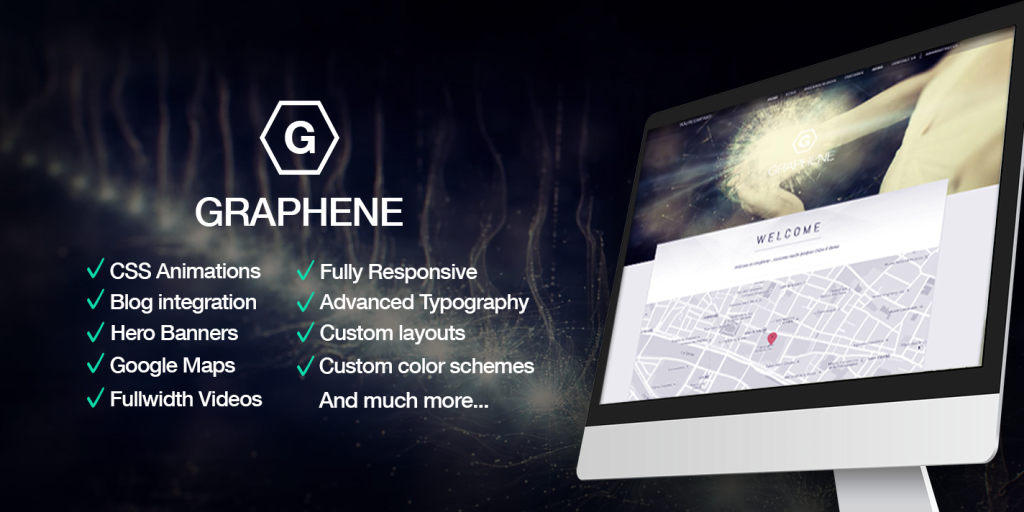 G
GRAPHENE
CSS Animations
Blog integration
Hero Banners
Google Maps
Fullwidth Videos
Fully Responsive
Advanced Typography
Custom layouts
Custom color schemes
And much more...
G
GRAPHENE
WELCOME